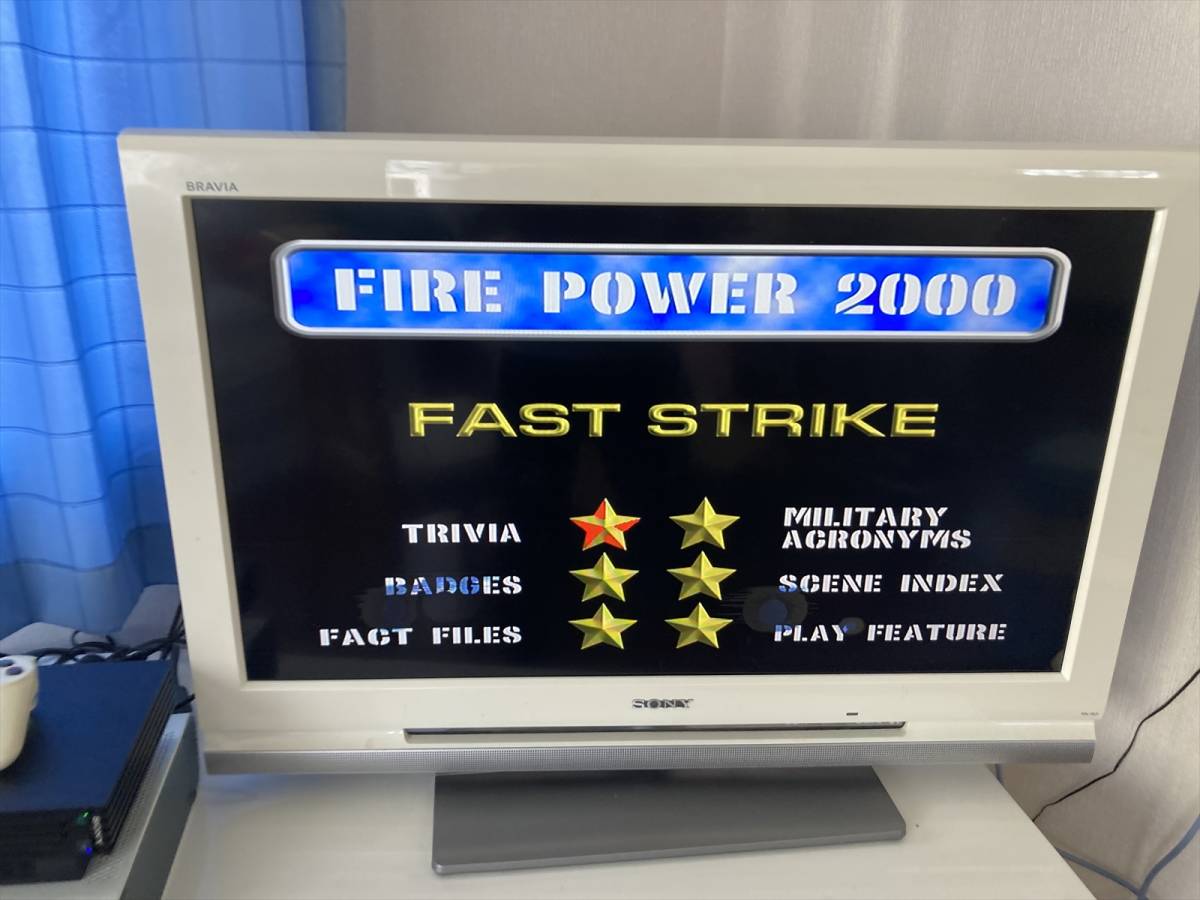 BRAVIA
FIRE POWER 2000
FAST STRIKE
TRIVIA
MILITARY
ACRONYMS
BADGES
SCENE INDEX
FACT FILES
PLAY FEATURE
SONY